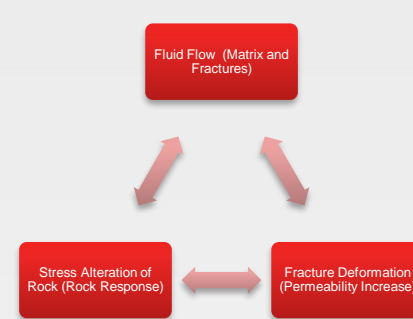 Fluid Flow (Matrix and
Fractures)
Stress Alteration of
Rock (Rock Response)
Fracture Deformation
(Permeability Increase)